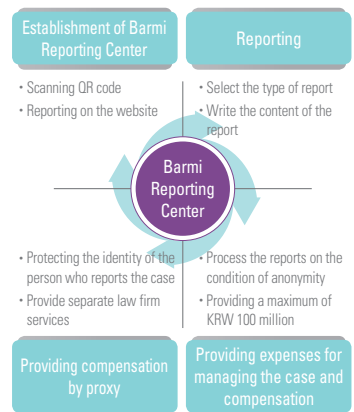 Establishment of Barmi
Reporting Center
Reporting
• Scanning QR code
• Reporting on the website
• Select the type of report
• Write the content of the
report
Barmi
Reporting
Center
• Protecting the identity of the
person who reports the case
• Provide separate law firm
services
• Process the reports on the
condition of anonymity
• Providing a maximum of
KRW 100 million
Providing compensation
by proxy
Providing expenses for
managing the case and
compensation